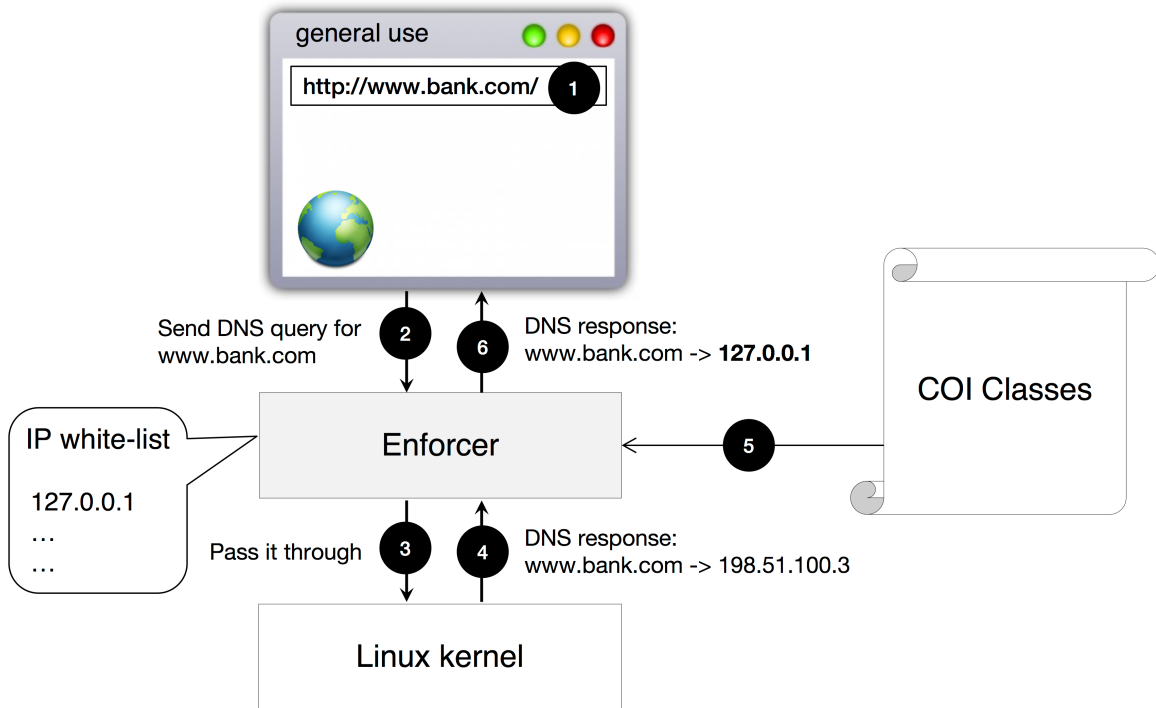 general use
http://www.bank.com/
1
Send DNS query for
www.bank.com
2
6
DNS response:
www.bank.com -> 127.0.0.1
COI Classes
IP white-list
127.0.0.1
…
…
Enforcer
5
Pass it through
3
4
DNS response:
www.bank.com -> 198.51.100.3
Linux kernel